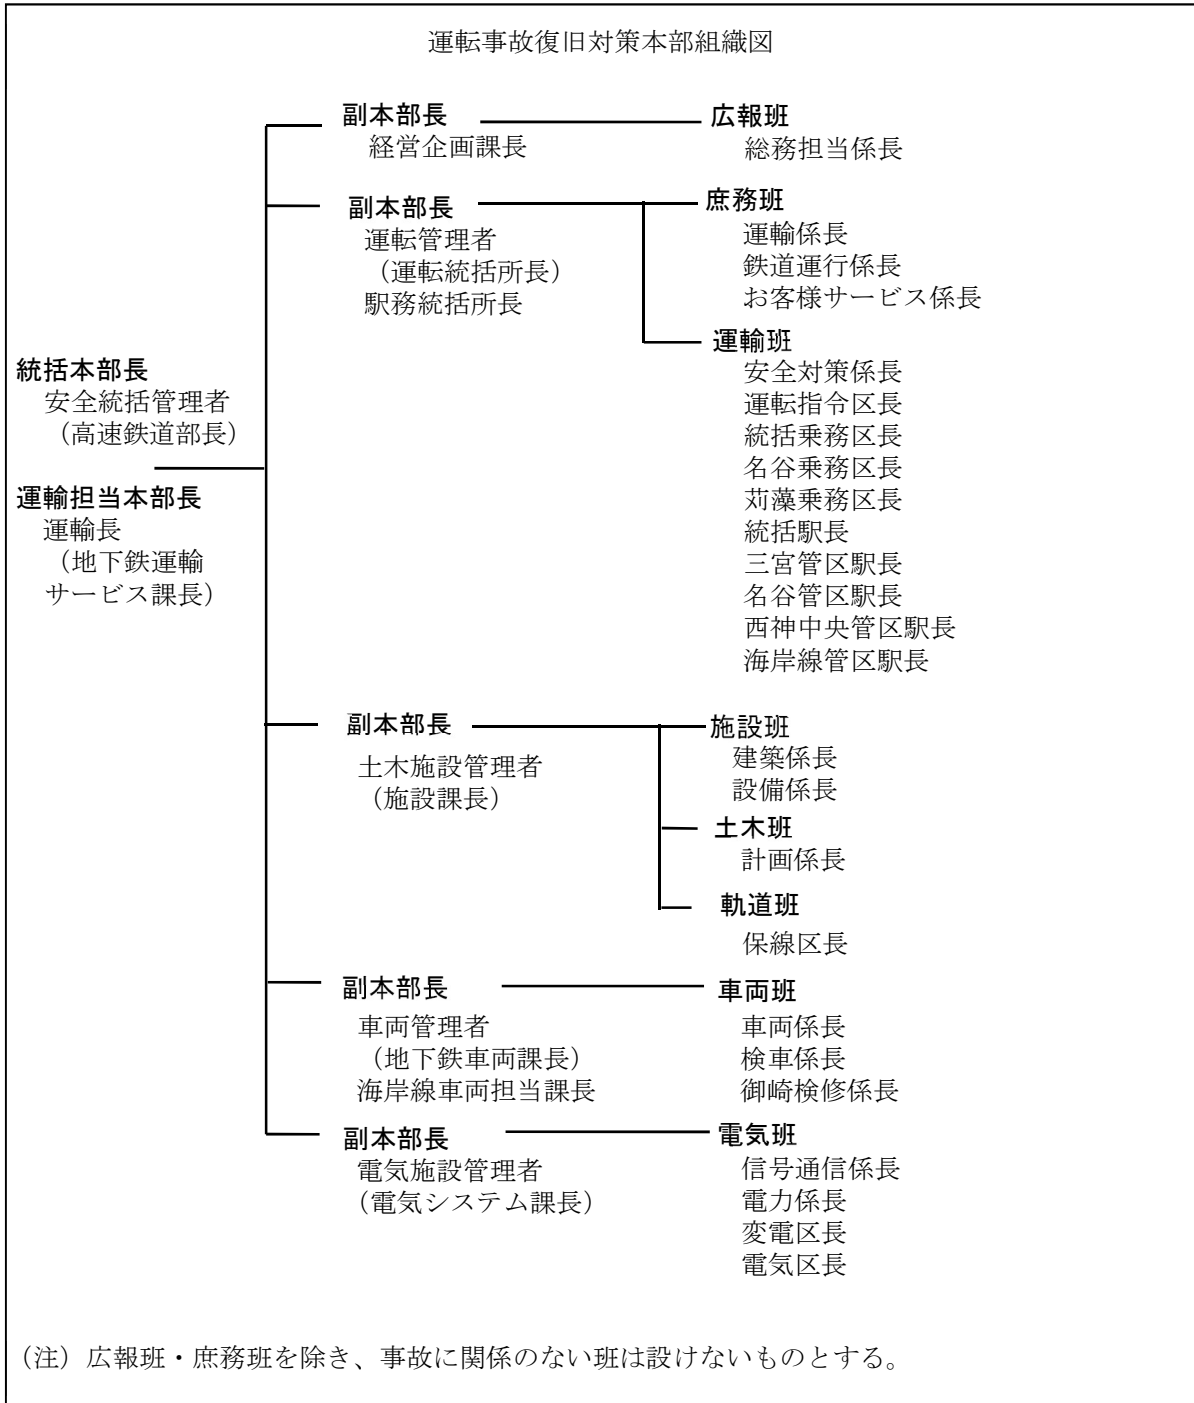 運転事故復旧対策本部組織図
副本部長
経営企画課長
広報班
総務担当係長
副本部長
運転管理者
（運転統括所長）
駅務統括所長
庶務班
運輸係長
鉄道運行係長
お客様サービス係長
運輸班
安全対策係長
運転指令区長
統括乗務区長
名谷乗務区長
苅藻乗務区長
統括駅長
三宮管区駅長
名谷管区駅長
西神中央管区駅長
海岸線管区駅長
統括本部長
安全統括管理者
（高速鉄道部長）
運輸担当本部長
運輸長
（地下鉄運輸
サービス課長）
副本部長
土木施設管理者
（施設課長）
施設班
建築係長
設備係長
土木班
計画係長
軌道班
保線区長
副本部長
車両管理者
（地下鉄車両課長）
海岸線車両担当課長
車両班
車両係長
検車係長
御崎検修係長
副本部長
電気施設管理者
（電気システム課長）
電気班
信号通信係長
電力係長
変電区長
電気区長
（注）広報班・庶務班を除き、事故に関係のない班は設けないものとする。